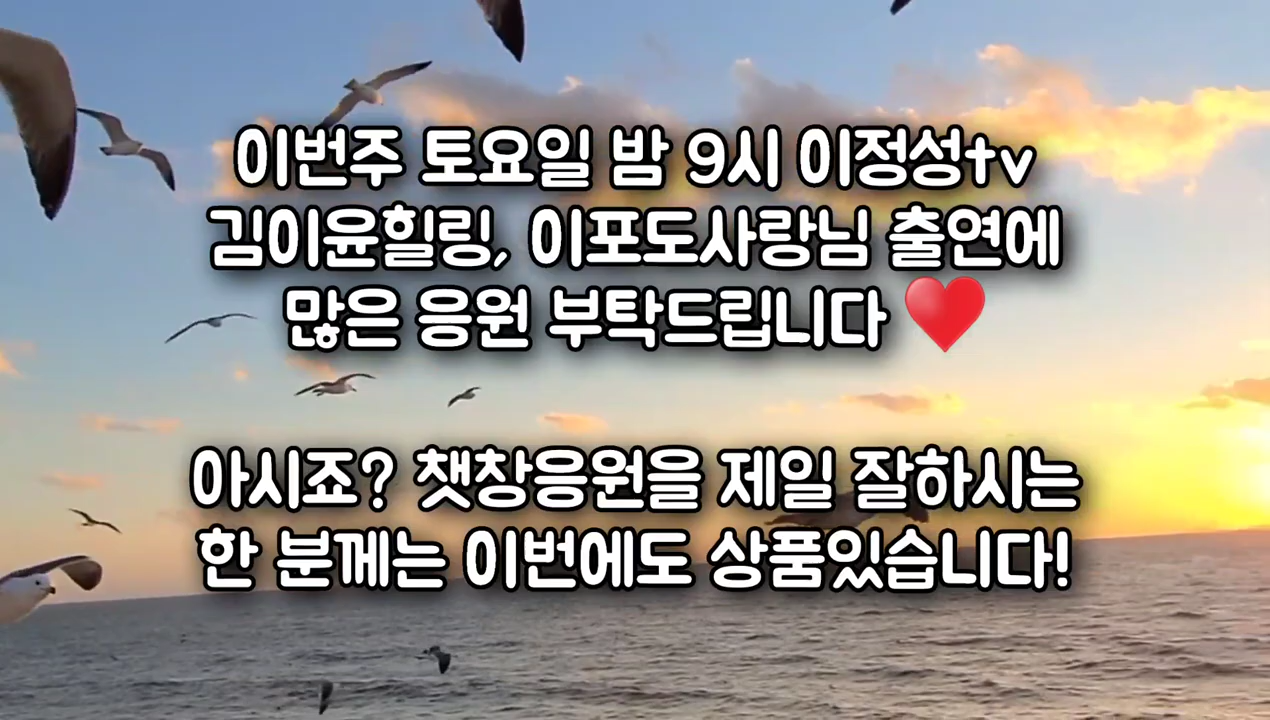 이번주 토요일 밤 9시 이정성tv
김이윤힐링, 이포도사랑님 출연에
많은 응원 부탁드립니다 ♥
아시죠? 챗창응원을 제일 잘하시는
한 분께는 이번에도 상품있습니다!